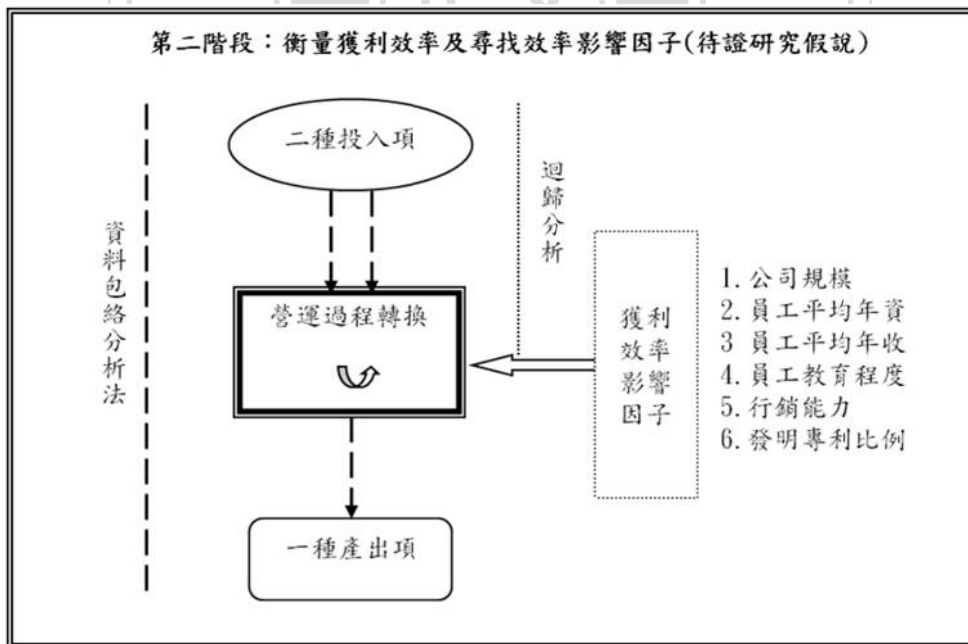 第二階段：衡量獲利效率及尋找效率影響因子(待證研究假說)
資料包絡分析法
二種投入項
營運過程轉換
一種產出項
迴歸分析
獲利
效率
影響
因子
1. 公司規模
2. 員工平均年資
3 員工平均年收
4. 員工教育程度
5. 行銷能力
6. 發明專利比例